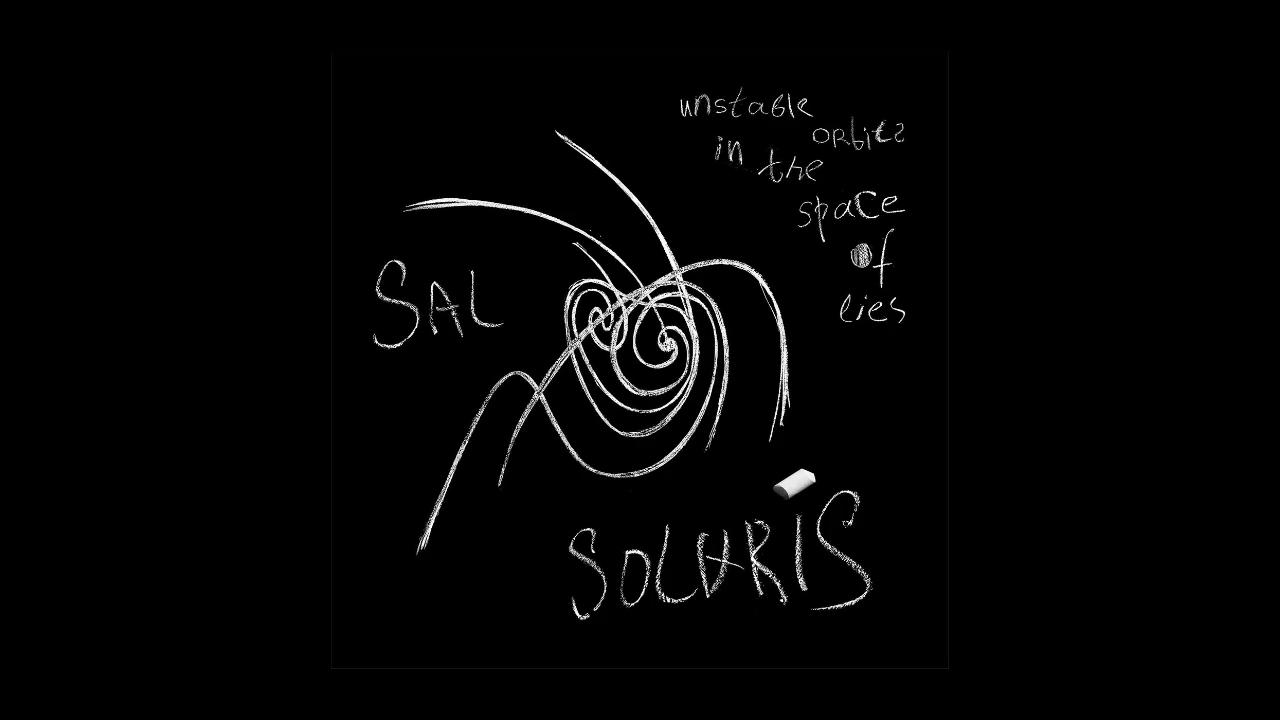 unstable
orbits
in the
space
of
lies
SAL
SOLARIS